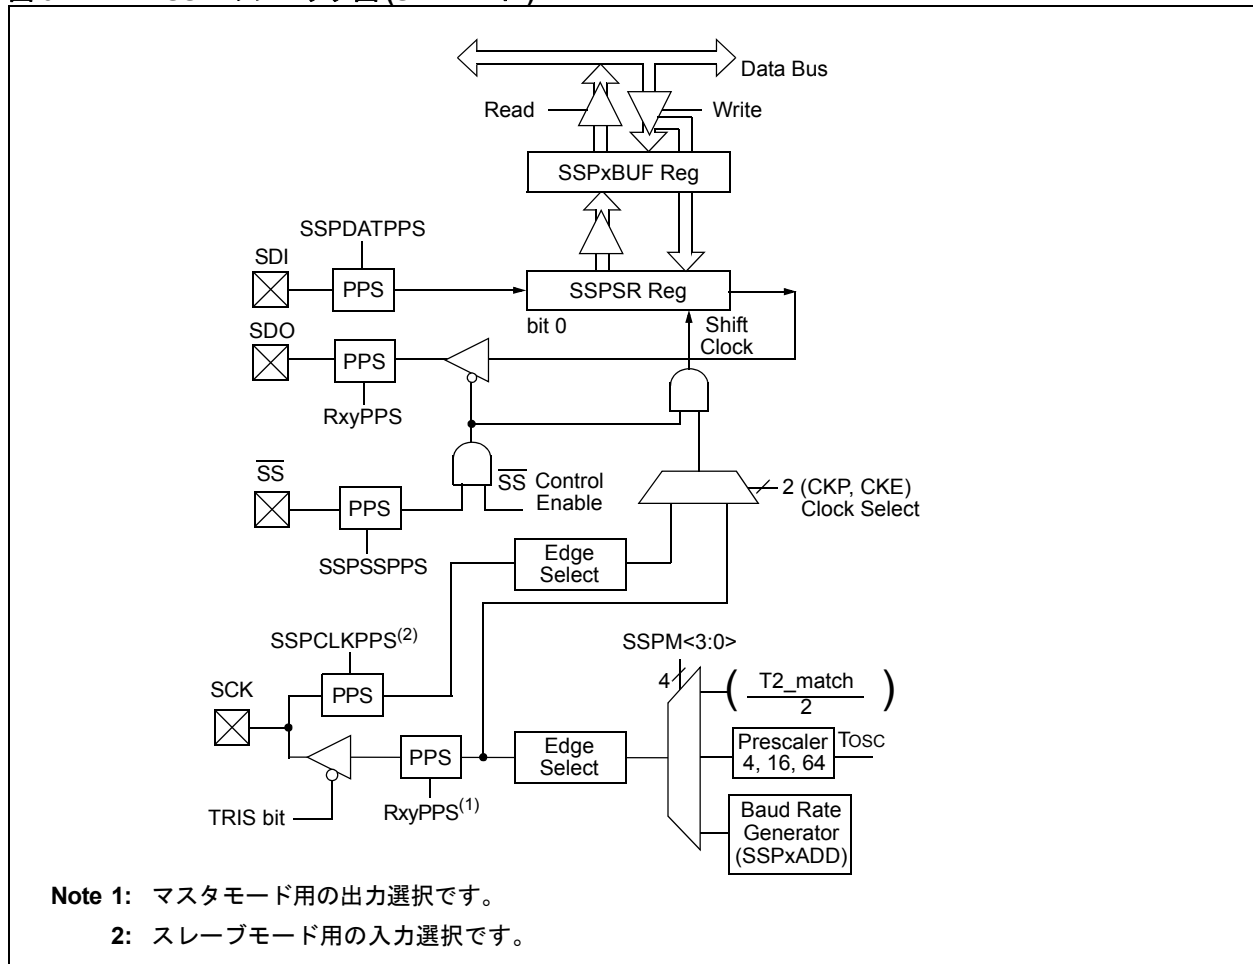 Data Bus
Read
Write
SSPxBUF Reg
SSPDATPPS
SDI
PPS
SSPSR Reg
bit 0
Shift
Clock
SDO
PPS
RxyPPS
SS
SS Control
Enable
2 (CKP, CKE)
Clock Select
PPS
SSPSSPPS
Edge
Select
SSPCLKPPS(2)
SSPM<3:0>
4
SCK
PPS
( T2_match )
2
Prescaler
4, 16, 64
TOSC
PPS
Edge
Select
RxyPPS(1)
TRIS bit
Baud Rate
Generator
(SSPxADD)
Note 1: マスタモード用の出力選択です。
2: スレーブモード用の入力選択です。